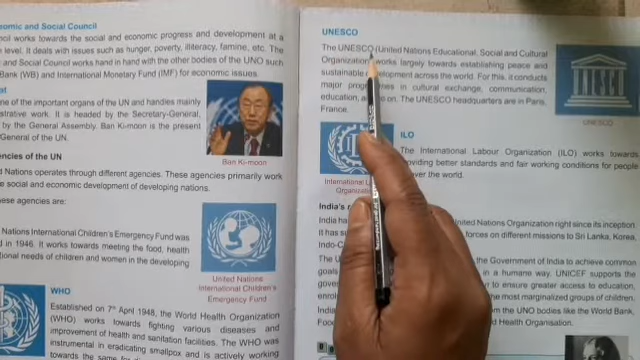 omic and Social Council
cil works towards the social and economic progress and development at a
level. It deals with issues such as hunger, poverty, illiteracy, famine, etc. The
and Social Council works hand in hand with the other bodies of the UNO such
Bank (WB) and International Monetary Fund (IMF) for economic issues.
at
ne of the important organs of the UN and handles mainly
strative work. It is headed by the Secretary-General,
by the General Assembly. Ban Ki-moon is the present
General of the UN.
Ban Ki-moon
encies of the UN
d Nations operates through different agencies. These agencies primarily work
e social and economic development of developing nations.
hese agencies are:
Nations International Children's Emergency Fund was
d in 1946. It works towards meeting the food, health
tional needs of children and women in the developing
United Nations
International Children's
Emergency Fund
WHO
Established on 7th April 1948, the World Health Organization
(WHO) works towards fighting various diseases and
improvement of health and sanitation facilities. The WHO was
instrumental in eradicating smallpox and is actively working
towards the same for
UNESCO
The UNESCO (United Nations Educational, Social and Cultural
Organization) works largely towards establishing peace and
sustainable development across the world. For this, it conducts
major in cultural exchange, communication,
education, on. The UNESCO headquarters are in Paris,
France.
UNESCO
ILO
The International Labour Organization (ILO) works towards
providing better standards and fair working conditions for people
over the world.
International
India's
India has United Nations Organization right since its inception.
It has forces on different missions to Sri Lanka, Korea,
the Government of India to achieve common
goals in a humane way. UNICEF supports the
to ensure greater access to education,
most marginalized groups of children.
the UNO bodies like the World Bank,
Health Organisation.